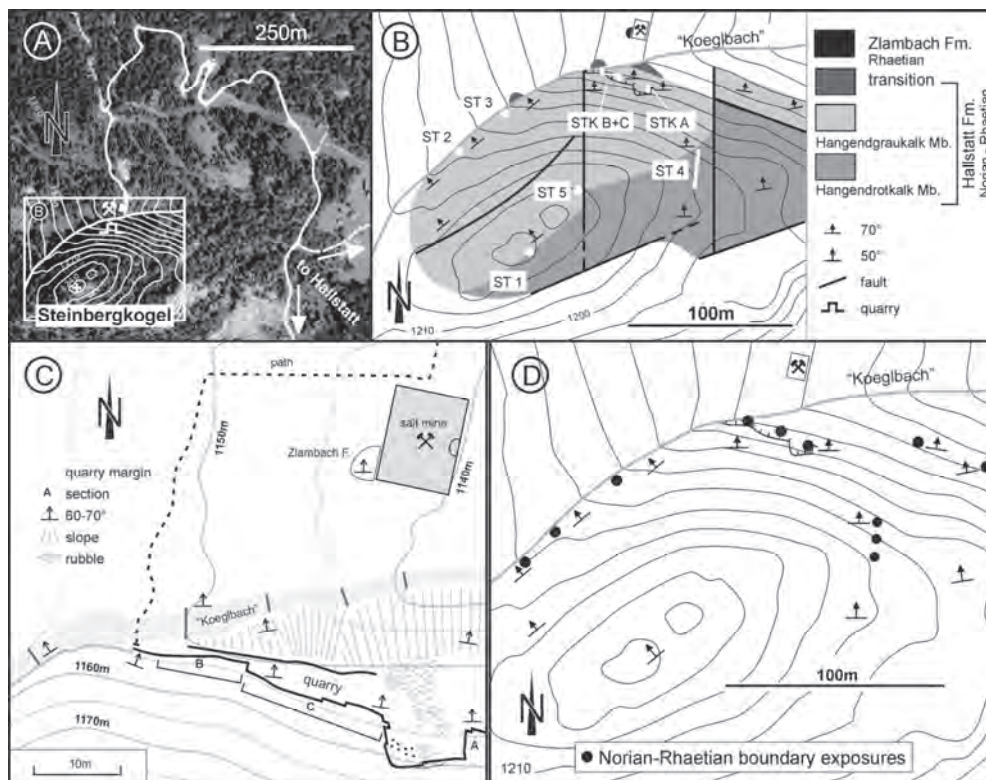 A
250m
N
B
to Hallstatt
Steinbergkogel
B
"Koeglbach"
ST 3
ST 2
STK B+C
STK A
ST 4
ST 5
ST 1
N
1210
1200
100m
Zlambach Fm.
Rhaetian
transition
Hangendgraukalk Mb.
Hangendrotkalk Mb.
Hallstatt Fm.
Norian - Rhaetian
70°
50°
fault
quarry
C
path
N
1150m
salt mine
Zlambach F.
1140m
quarry margin
A section
60-70°
slope
rubble
"Koeglbach"
1160m
B
quarry
C
1170m
A
10m
D
"Koeglbach"
N
100m
1210
Norian-Rhaetian boundary exposures